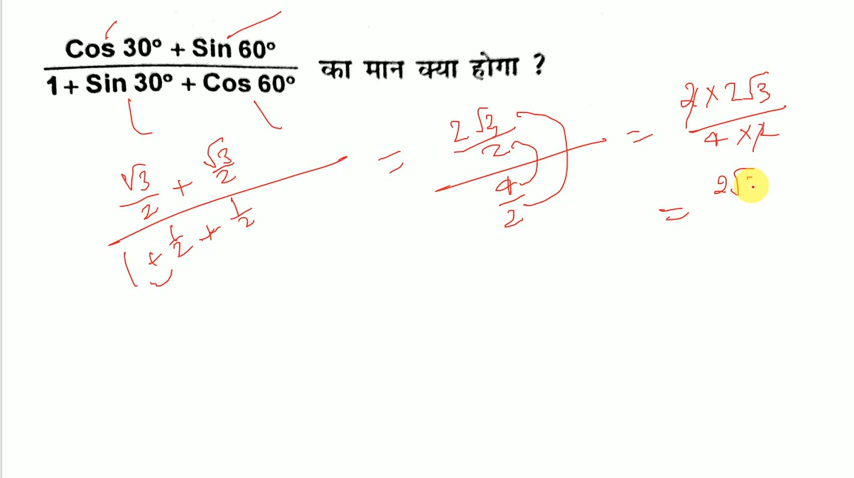 Cos 30° + Sin 60°
1 + Sin 30° + Cos 60° का मान क्या होगा ?
√3/2 + √3/2
1 + 1/2 + 1/2
= 2√3/2
4/2
= 2 × 2√3
4 × 2
= 2√